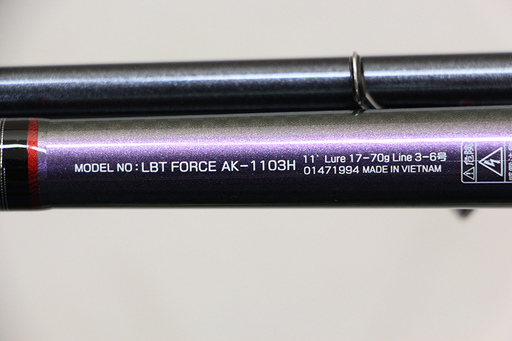 MODEL NO : LBT FORCE AK-1103H
11' Lure 17-70g Line 3-6号
01471994 MADE IN VIETNAM
危険